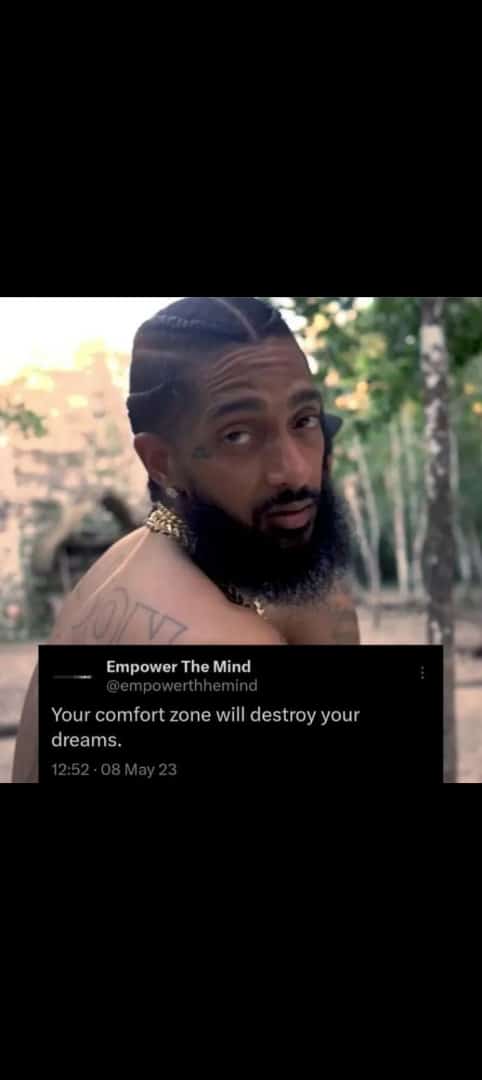 Empower The Mind
@empowerthhemind
Your comfort zone will destroy your
dreams.
12:52 · 08 May 23